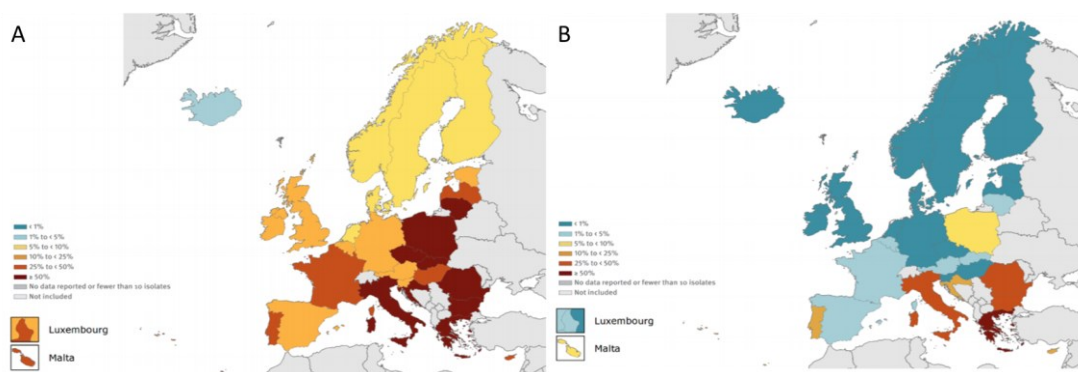 A
< 1%
1% to < 5%
5% to < 10%
10% to < 25%
25% to < 50%
≥ 50%
No data reported or fewer than 10 isolates
Not included
Luxembourg
Malta
B
< 1%
1% to < 5%
5% to < 10%
10% to < 25%
25% to < 50%
≥ 50%
No data reported or fewer than 10 isolates
Not included
Luxembourg
Malta